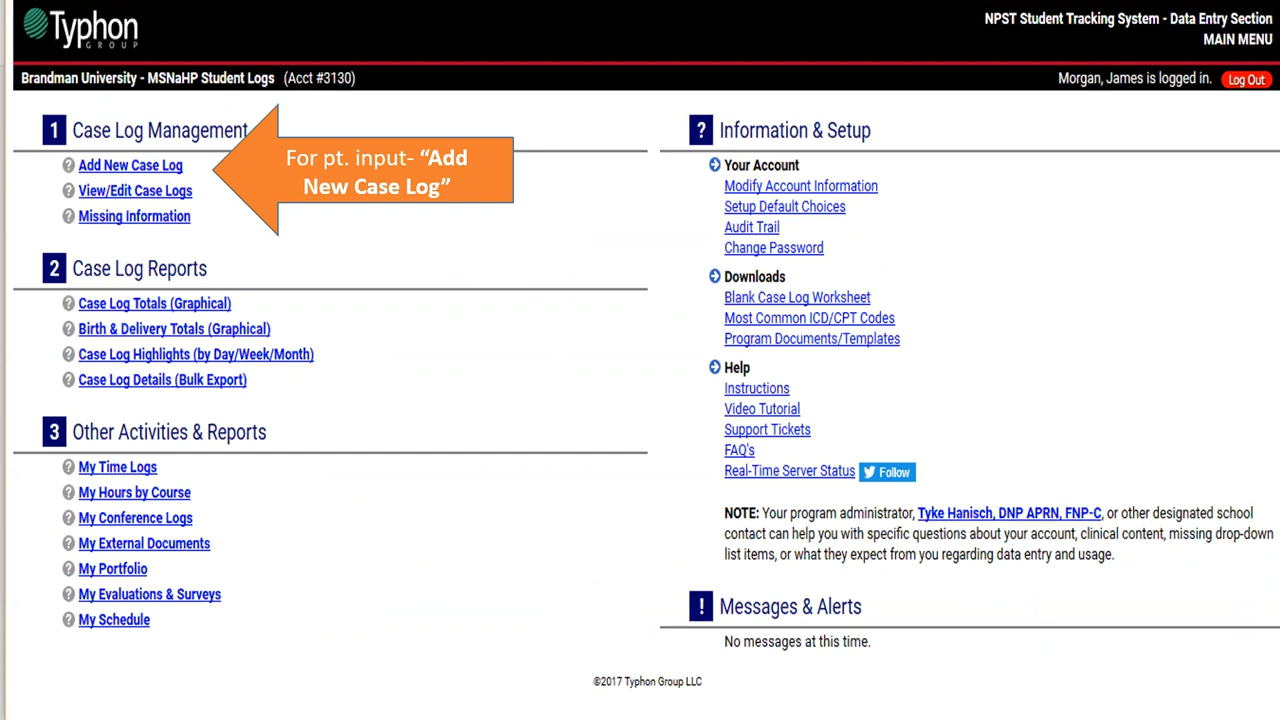 Typhon
GROUP
NPST Student Tracking System - Data Entry Section
MAIN MENU
Brandman University - MSNaHP Student Logs (Acct #3130)
Morgan, James is logged in. Log Out
1 Case Log Management
? Add New Case Log
? View/Edit Case Logs
? Missing Information
For pt. input- “Add
New Case Log”
2 Case Log Reports
? Case Log Totals (Graphical)
? Birth & Delivery Totals (Graphical)
? Case Log Highlights (by Day/Week/Month)
? Case Log Details (Bulk Export)
3 Other Activities & Reports
? My Time Logs
? My Hours by Course
? My Conference Logs
? My External Documents
? My Portfolio
? My Evaluations & Surveys
? My Schedule
? Information & Setup
Your Account
Modify Account Information
Setup Default Choices
Audit Trail
Change Password
Downloads
Blank Case Log Worksheet
Most Common ICD/CPT Codes
Program Documents/Templates
Help
Instructions
Video Tutorial
Support Tickets
FAQ's
Real-Time Server Status Follow
NOTE: Your program administrator, Tyke Hanisch, DNP APRN, FNP-C, or other designated school
contact can help you with specific questions about your account, clinical content, missing drop-down
list items, or what they expect from you regarding data entry and usage.
! Messages & Alerts
No messages at this time.
©2017 Typhon Group LLC